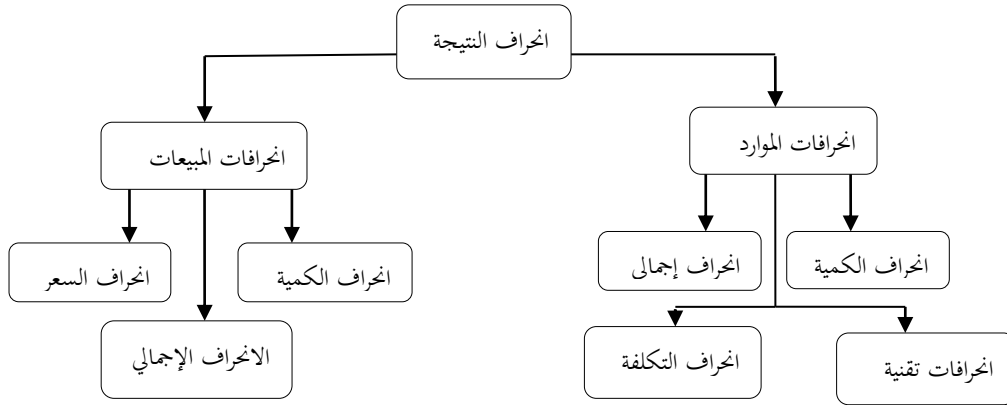 انحراف النتيجة
انحرافات الموارد
انحرافات المبيعات
انحراف الكمية
انحراف إجمالى
انحراف الكمية
انحراف السعر
انحرافات تقنية
انحراف التكلفة
الانحراف الإجمالي